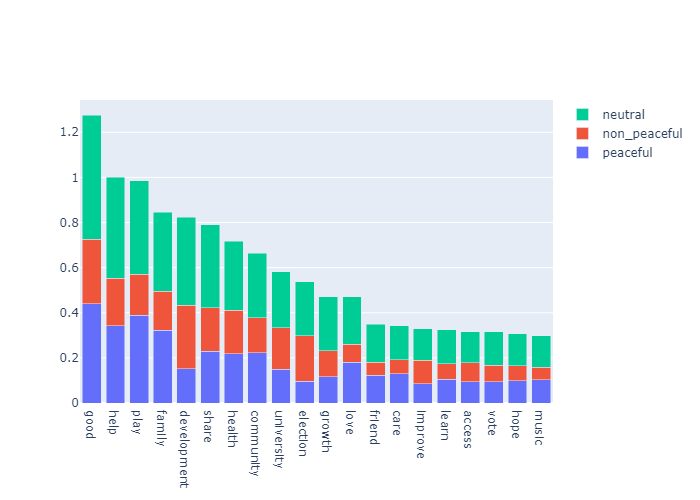 neutral
non_peaceful
peaceful
1.2
1
0.8
0.6
0.4
0.2
0
good
help
play
family
development
share
health
community
university
election
growth
love
friend
care
improve
learn
access
vote
hope
music